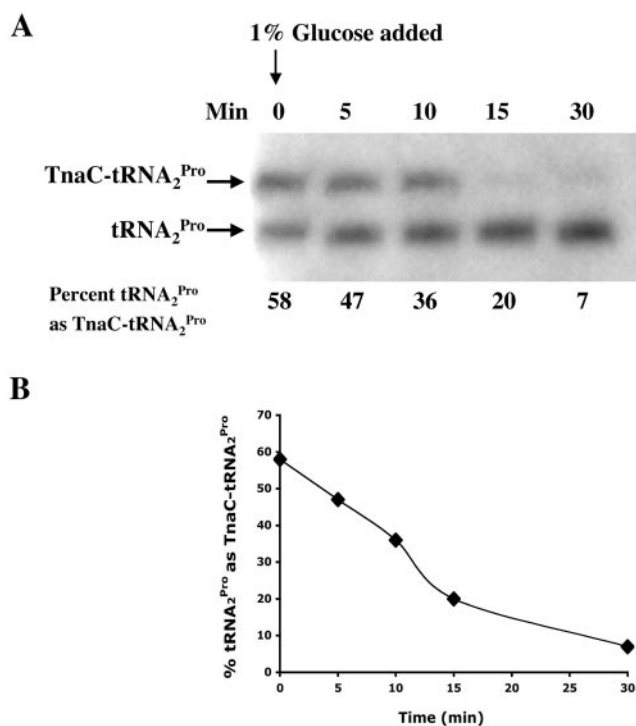 A
1% Glucose added
Min 0 5 10 15 30
TnaC-tRNA₂ᴾʳᵒ
tRNA₂ᴾʳᵒ
Percent tRNA₂ᴾʳᵒ 58 47 36 20 7
as TnaC-tRNA₂ᴾʳᵒ
B
% tRNA₂ᴾʳᵒ as TnaC-tRNA₂ᴾʳᵒ
70
60
50
40
30
20
10
0
0 5 10 15 20 25 30
Time (min)